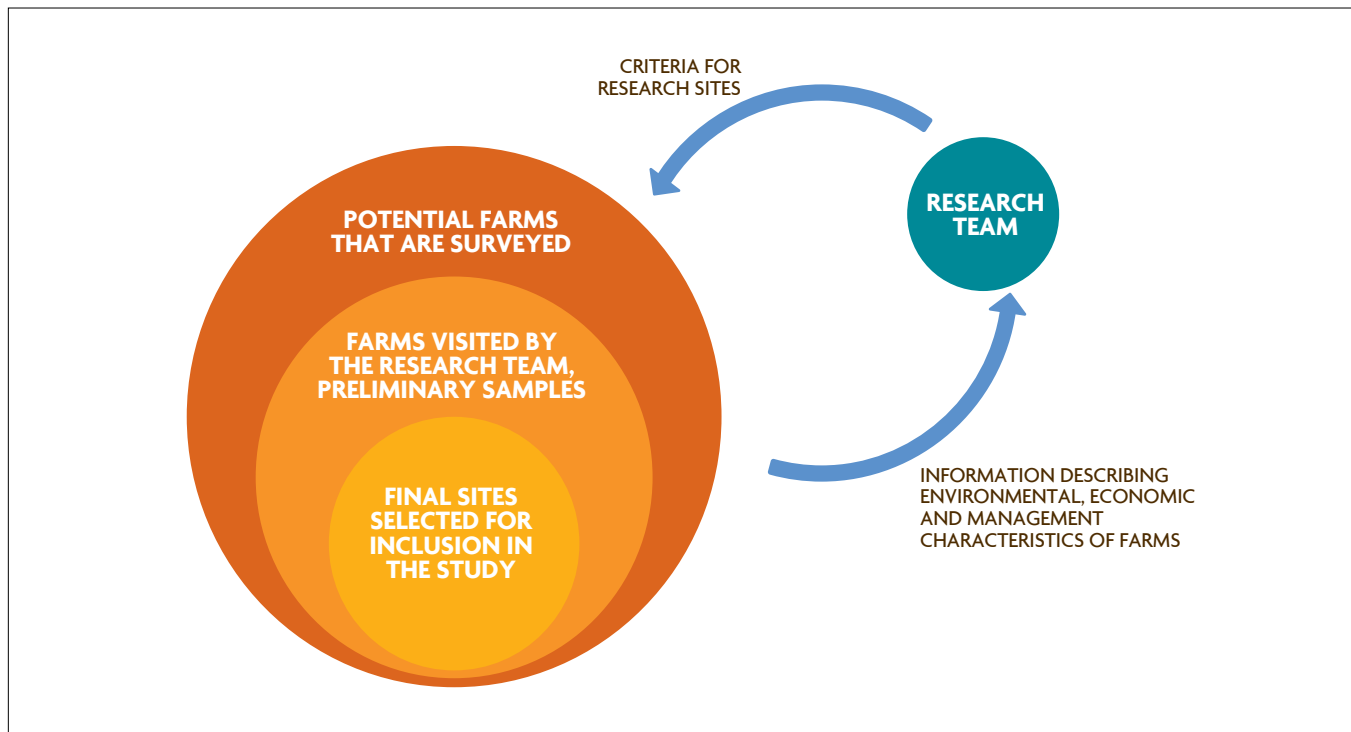 CRITERIA FOR
RESEARCH SITES
RESEARCH
TEAM
POTENTIAL FARMS
THAT ARE SURVEYED
FARMS VISITED BY
THE RESEARCH TEAM,
PRELIMINARY SAMPLES
FINAL SITES
SELECTED FOR
INCLUSION IN
THE STUDY
INFORMATION DESCRIBING
ENVIRONMENTAL, ECONOMIC
AND MANAGEMENT
CHARACTERISTICS OF FARMS